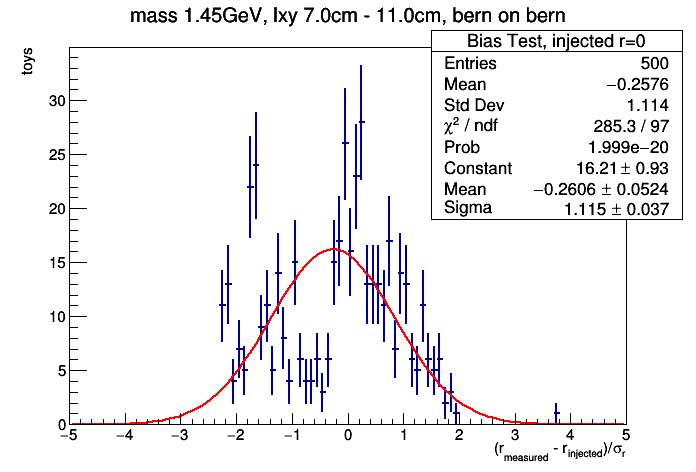 mass 1.45GeV, lxy 7.0cm - 11.0cm, bern on bern
Bias Test, injected r=0
Entries 500
Mean −0.2576
Std Dev 1.114
χ² / ndf 285.3 / 97
Prob 1.999e−20
Constant 16.21 ± 0.93
Mean −0.2606 ± 0.0524
Sigma 1.115 ± 0.037
toys
30
25
20
15
10
5
0
−5 −4 −3 −2 −1 0 1 2 3 4 5
(r_measured - r_injected)/σ_r